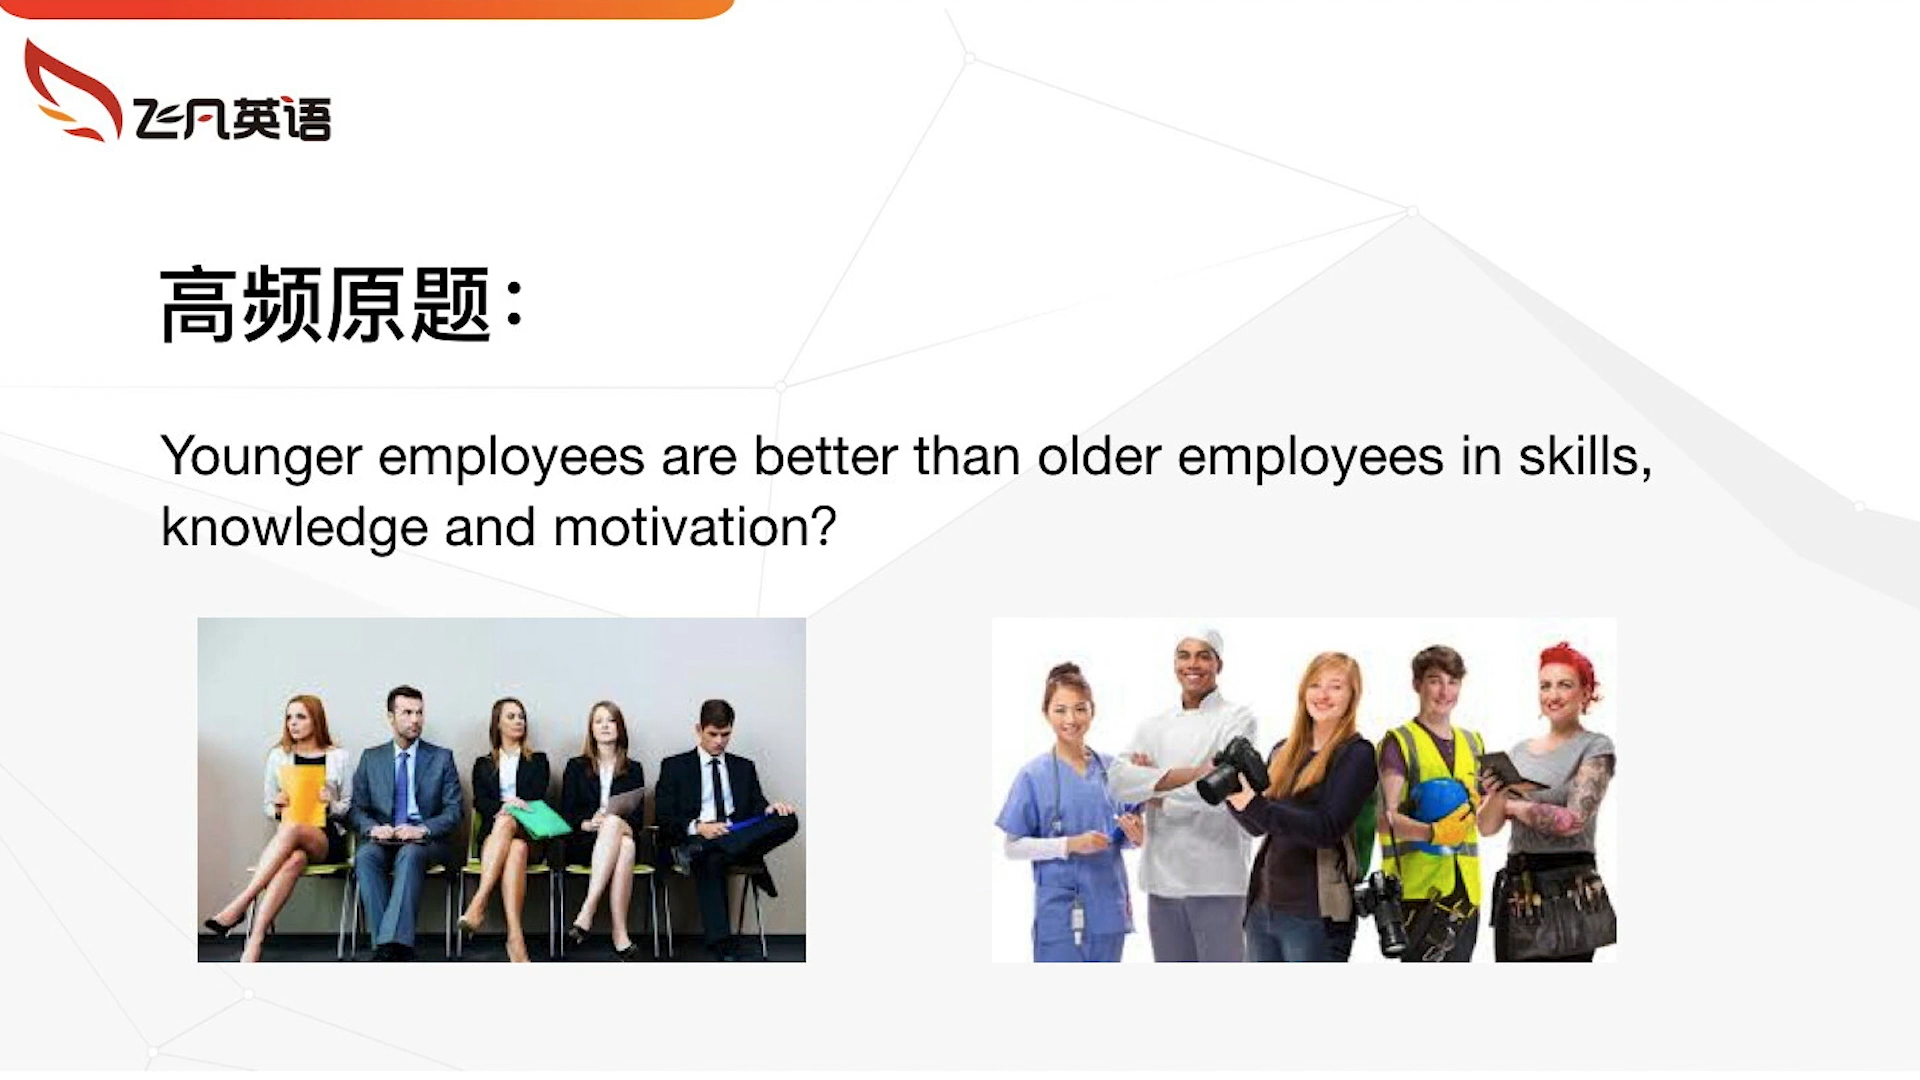 飞凡英语
高频原题：
Younger employees are better than older employees in skills,
knowledge and motivation?